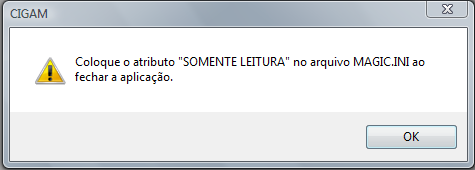 CIGAM
Coloque o atributo "SOMENTE LEITURA" no arquivo MAGIC.INI ao
fechar a aplicação.
OK